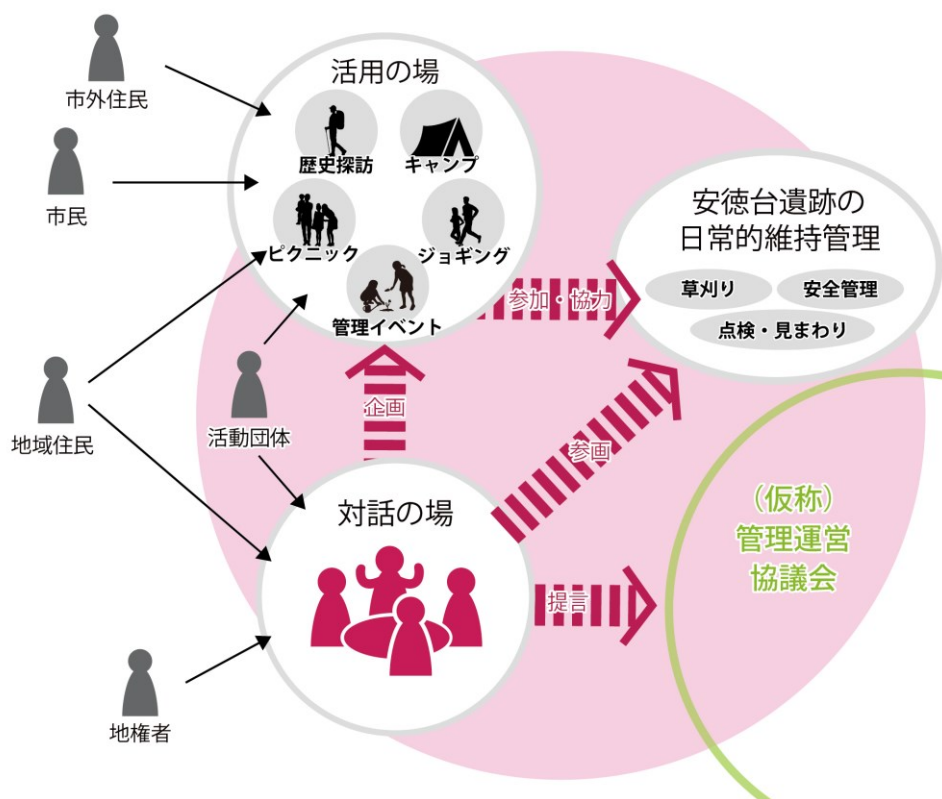 市外住民
市民
地域住民
活動団体
地権者
活用の場
歴史探訪
キャンプ
ピクニック
ジョギング
管理イベント
参加・協力
安徳台遺跡の
日常的維持管理
草刈り
安全管理
点検・見まわり
企画
参画
対話の場
提言
（仮称）
管理運営
協議会